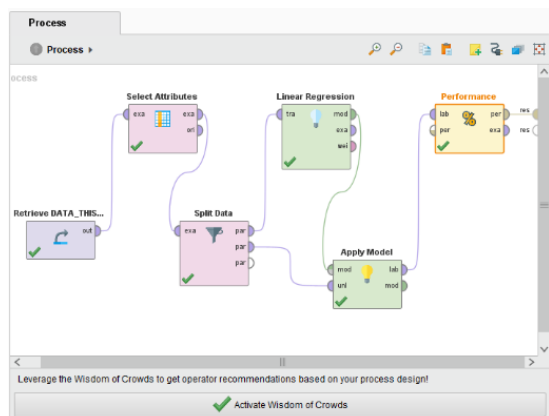 Process
Process
ocess
Select Attributes
exa
exa
ori
Linear Regression
tra
mod
exa
wei
Performance
lab
per
per
exa
res
res
Retrieve DATA_THIS...
out
Split Data
exa
par
par
par
Apply Model
mod
lab
uni
mod
Leverage the Wisdom of Crowds to get operator recommendations based on your process design!
Activate Wisdom of Crowds